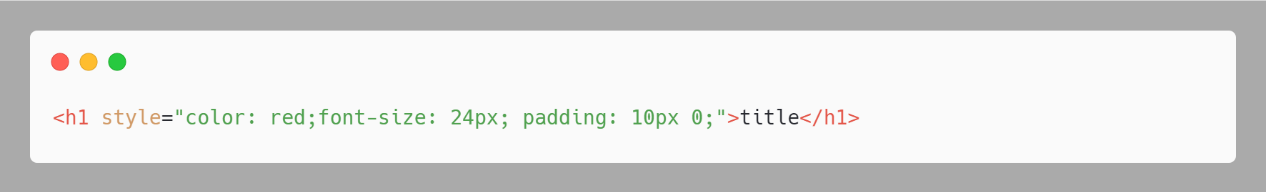 <h1 style="color: red;font-size: 24px; padding: 10px 0;">title</h1>